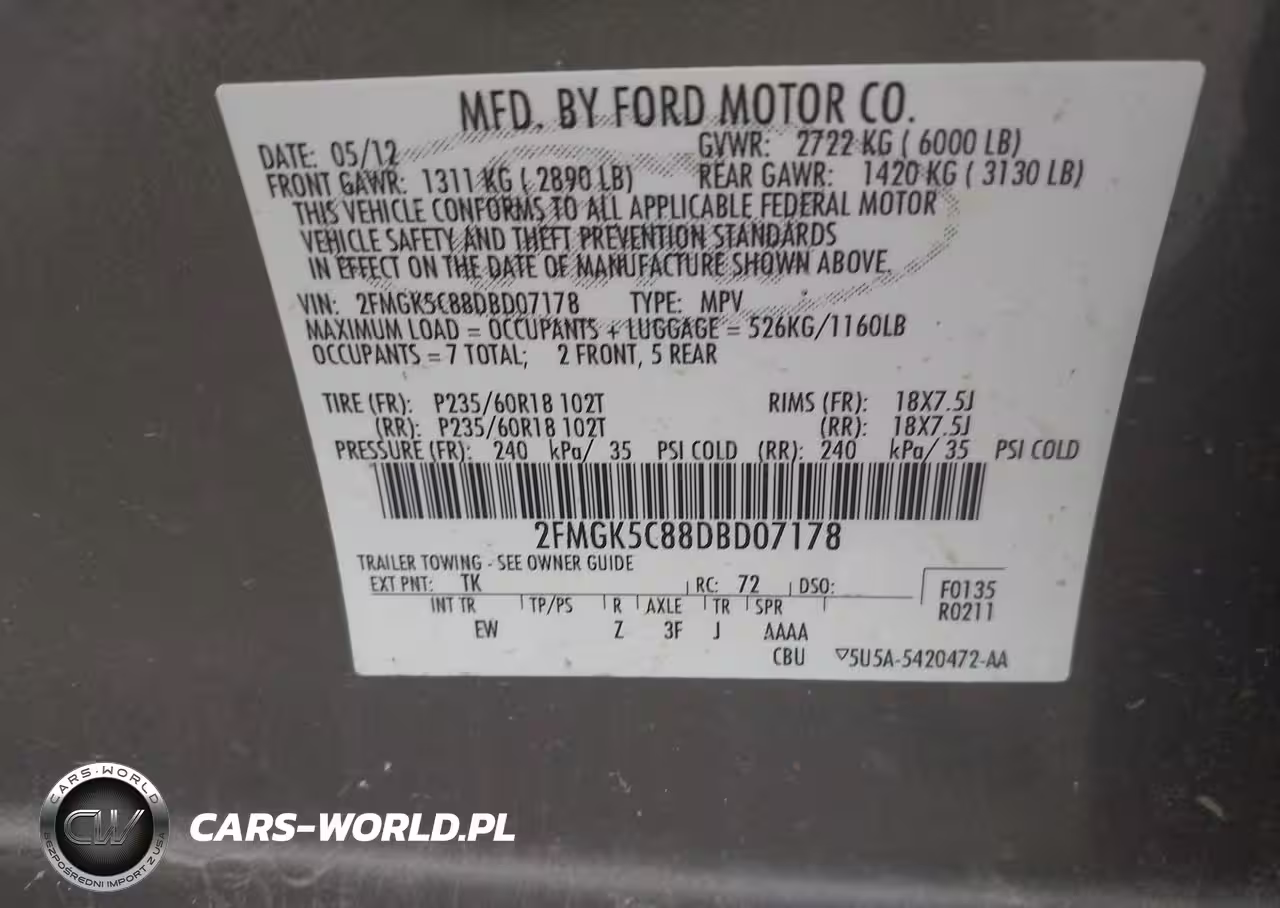 MFD. BY FORD MOTOR CO.
DATE: 05/12 GVWR: 2722 KG ( 6000 LB)
FRONT GAWR: 1311 KG ( 2890 LB) REAR GAWR: 1420 KG ( 3130 LB)
THIS VEHICLE CONFORMS TO ALL APPLICABLE FEDERAL MOTOR
VEHICLE SAFETY AND THEFT PREVENTION STANDARDS
IN EFFECT ON THE DATE OF MANUFACTURE SHOWN ABOVE.
VIN: 2FMGK5C88DBD07178 TYPE: MPV
MAXIMUM LOAD = OCCUPANTS + LUGGAGE = 526KG/1160LB
OCCUPANTS = 7 TOTAL; 2 FRONT, 5 REAR
TIRE (FR): P235/60R18 102T RIMS (FR): 18X7.5J
(RR): P235/60R18 102T (RR): 18X7.5J
PRESSURE (FR): 240 kPa/ 35 PSI COLD (RR): 240 kPa/ 35 PSI COLD
2FMGK5C88DBD07178
TRAILER TOWING - SEE OWNER GUIDE
EXT PNT: TK RC: 72 DSO: F0135
INT TR TP/PS R AXLE TR SPR R0211
EW Z 3F J AAAA
CBU ▽5U5A-5420472-AA
CARS-WORLD
CW
BEZPOŚREDNI IMPORT Z USA
CARS-WORLD.PL